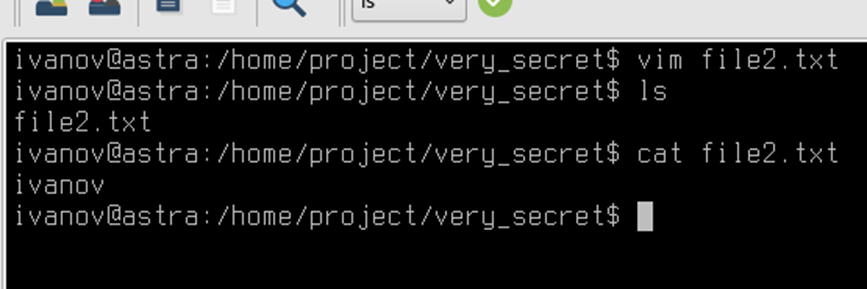 ls
ivanov@astra:/home/project/very_secret$ vim file2.txt
ivanov@astra:/home/project/very_secret$ ls
file2.txt
ivanov@astra:/home/project/very_secret$ cat file2.txt
ivanov
ivanov@astra:/home/project/very_secret$